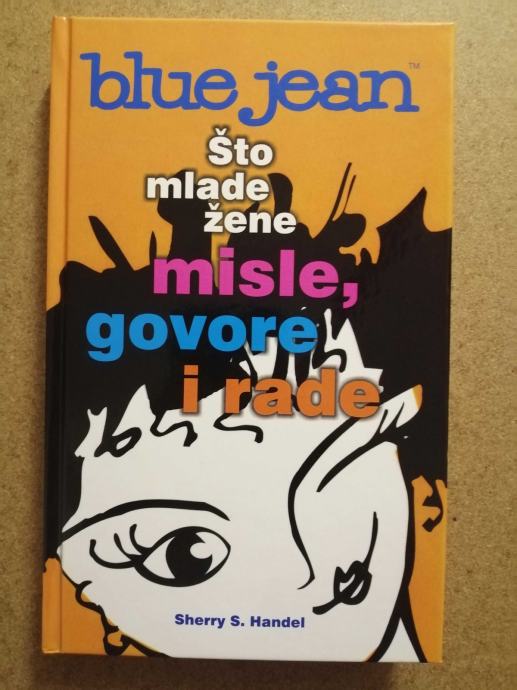 blue jean™
Što
mlade
žene
misle,
govore
i rade
Sherry S. Handel